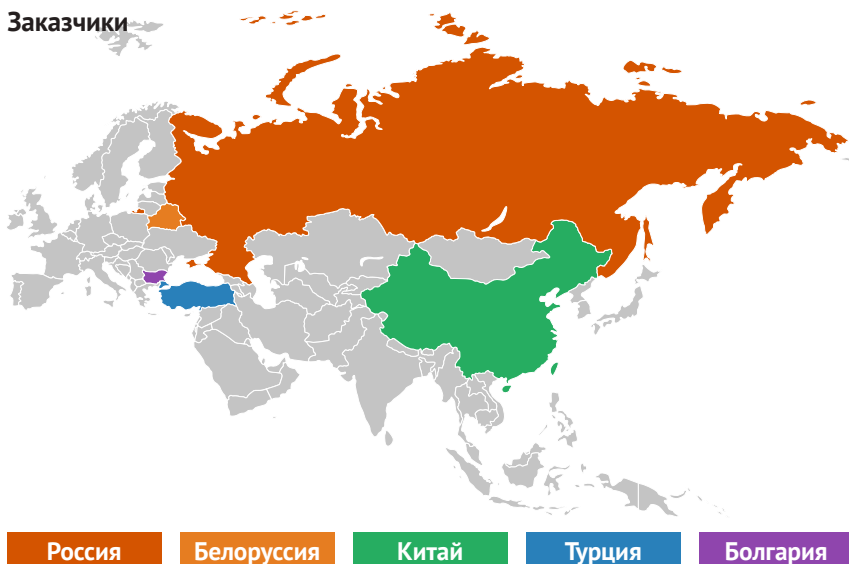 Заказчики
Россия
Белоруссия
Китай
Турция
Болгария